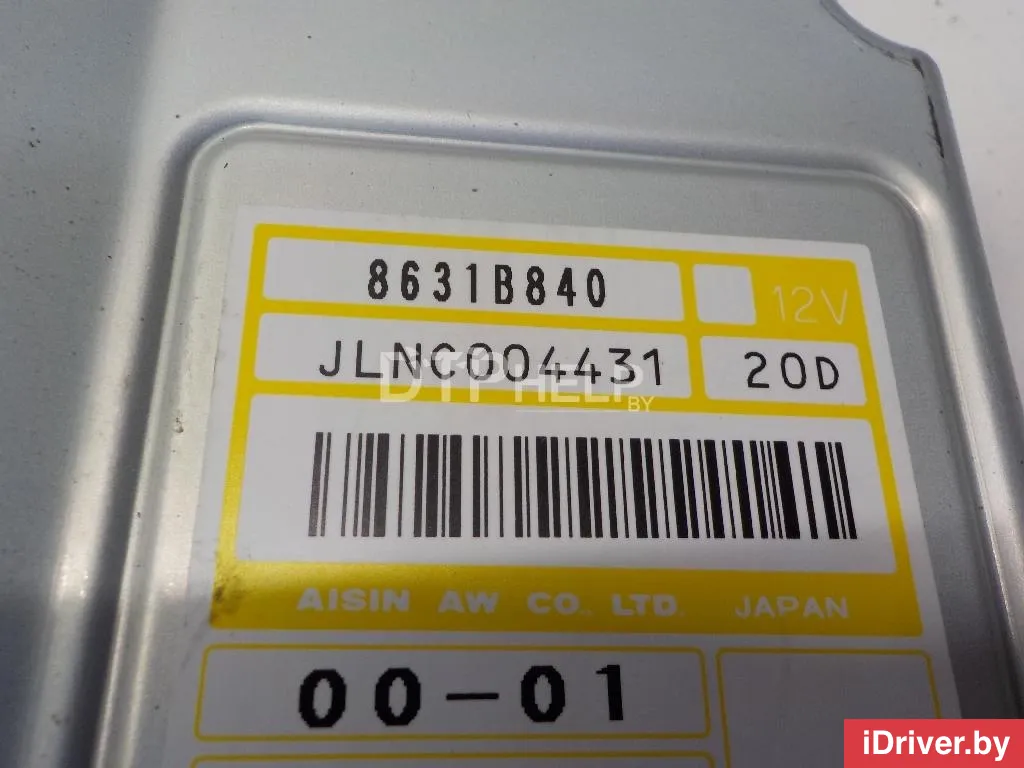 8631B840
12V
JLNC004431
20D
DTPHELP
BY
AISIN AW CO., LTD. JAPAN
00-01
iDriver.by